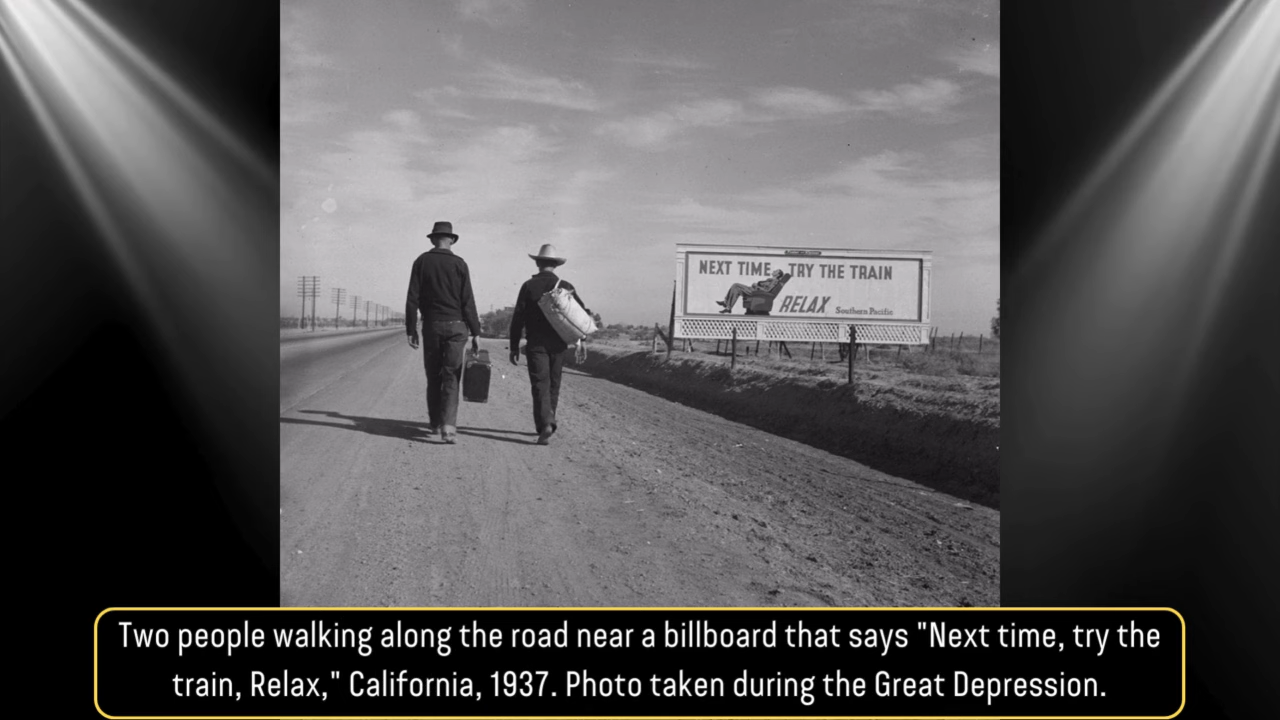 NEXT TIME TRY THE TRAIN
RELAX Southern Pacific
Two people walking along the road near a billboard that says "Next time, try the
train, Relax," California, 1937. Photo taken during the Great Depression.